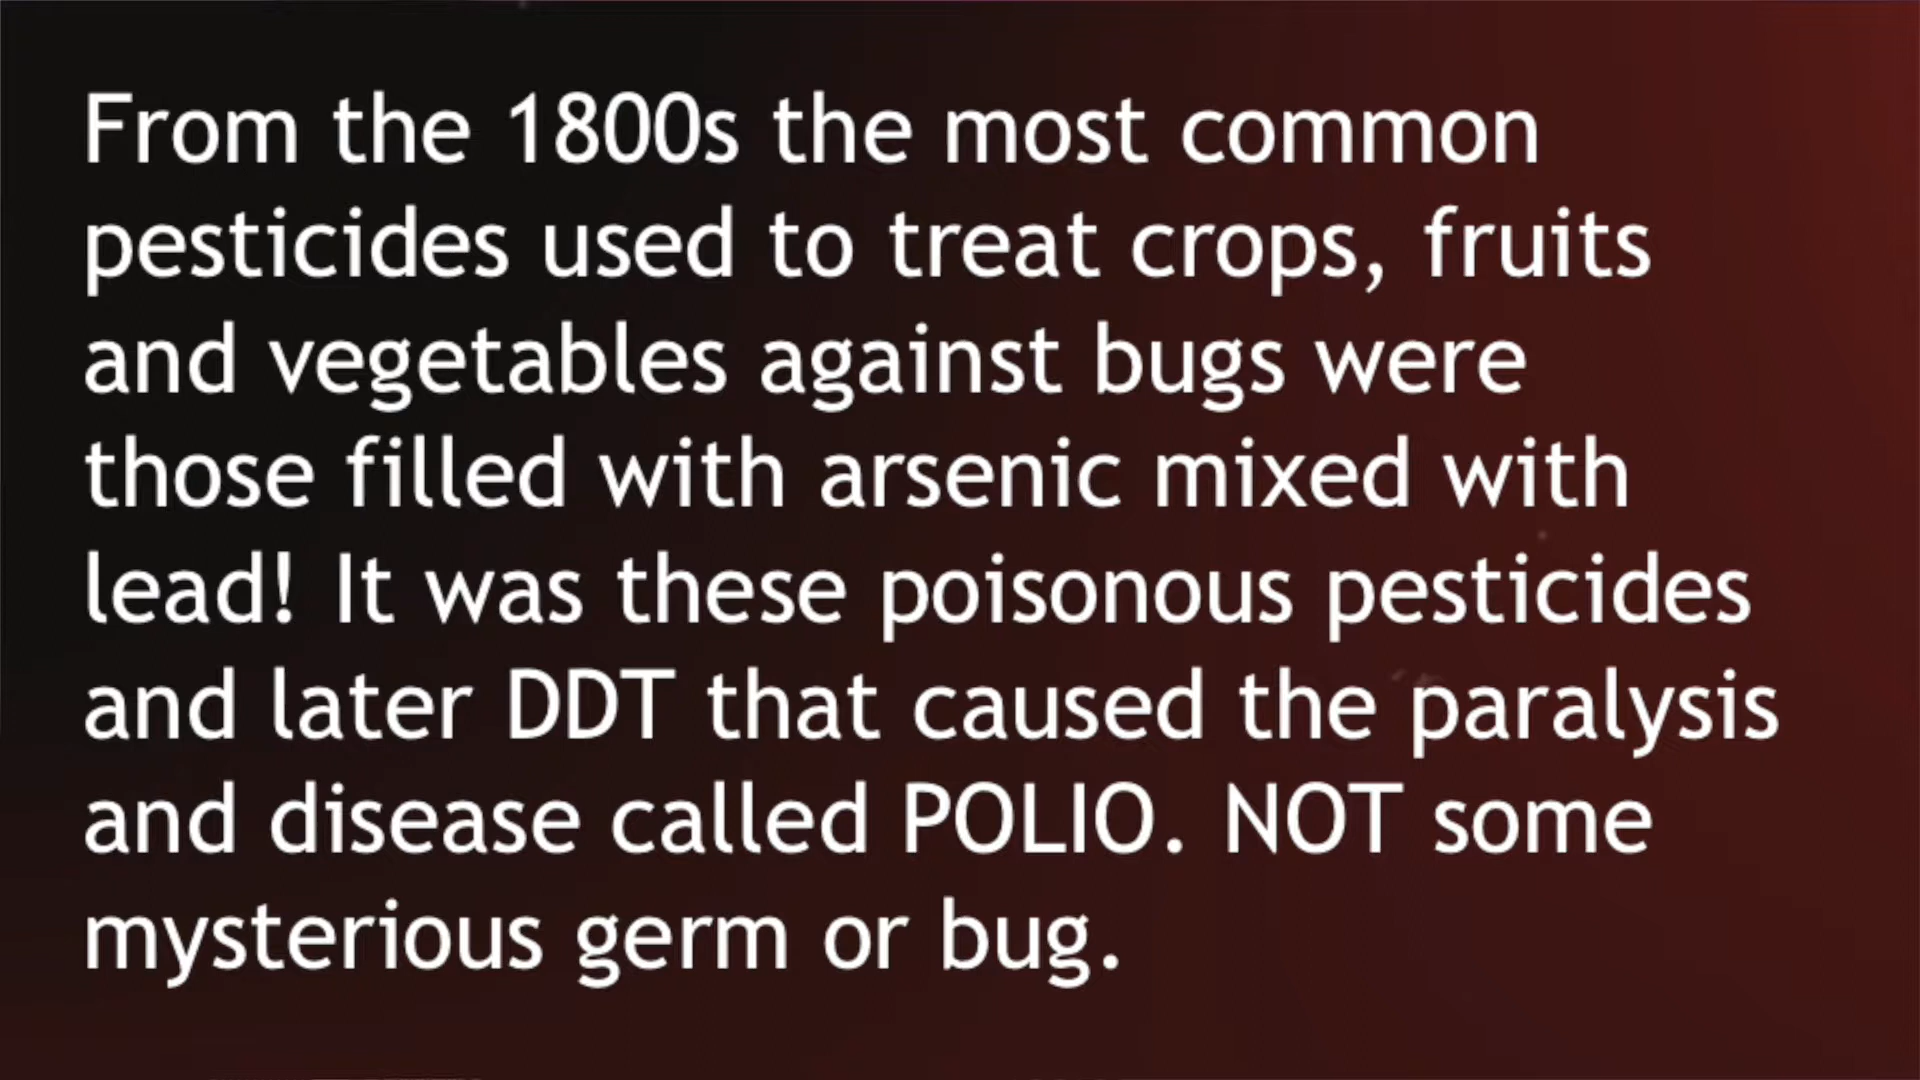 From the 1800s the most common
pesticides used to treat crops, fruits
and vegetables against bugs were
those filled with arsenic mixed with
lead! It was these poisonous pesticides
and later DDT that caused the paralysis
and disease called POLIO. NOT some
mysterious germ or bug.